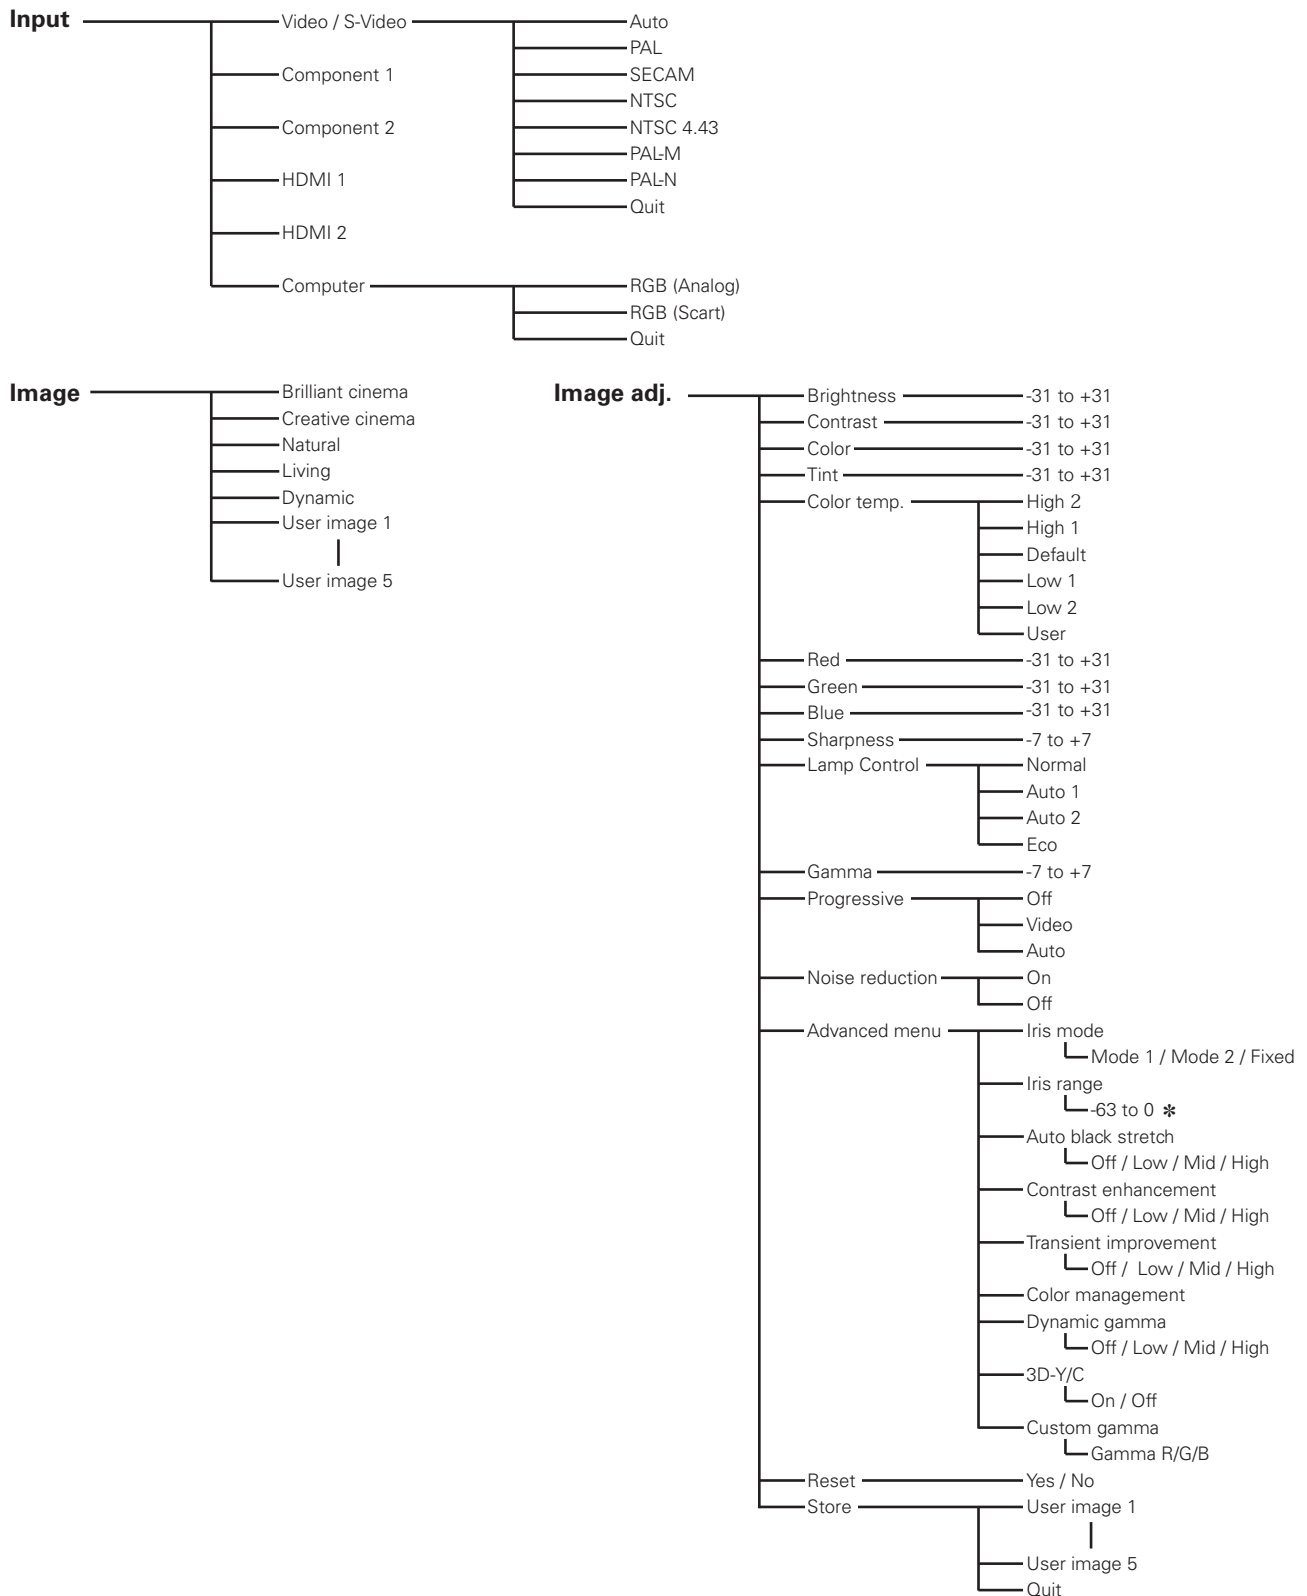 Input
Video / S-Video
Auto
PAL
SECAM
NTSC
NTSC 4.43
PAL-M
PAL-N
Quit
Component 1
Component 2
HDMI 1
HDMI 2
Computer
RGB (Analog)
RGB (Scart)
Quit
Image
Brilliant cinema
Creative cinema
Natural
Living
Dynamic
User image 1
User image 5
Image adj.
Brightness -31 to +31
Contrast -31 to +31
Color -31 to +31
Tint -31 to +31
Color temp.
High 2
High 1
Default
Low 1
Low 2
User
Red -31 to +31
Green -31 to +31
Blue -31 to +31
Sharpness -7 to +7
Lamp Control
Normal
Auto 1
Auto 2
Eco
Gamma -7 to +7
Progressive
Off
Video
Auto
Noise reduction
On
Off
Advanced menu
Iris mode
Mode 1 / Mode 2 / Fixed
Iris range
-63 to 0 ✻
Auto black stretch
Off / Low / Mid / High
Contrast enhancement
Off / Low / Mid / High
Transient improvement
Off / Low / Mid / High
Color management
Dynamic gamma
Off / Low / Mid / High
3D-Y/C
On / Off
Custom gamma
Gamma R/G/B
Reset Yes / No
Store
User image 1
User image 5
Quit